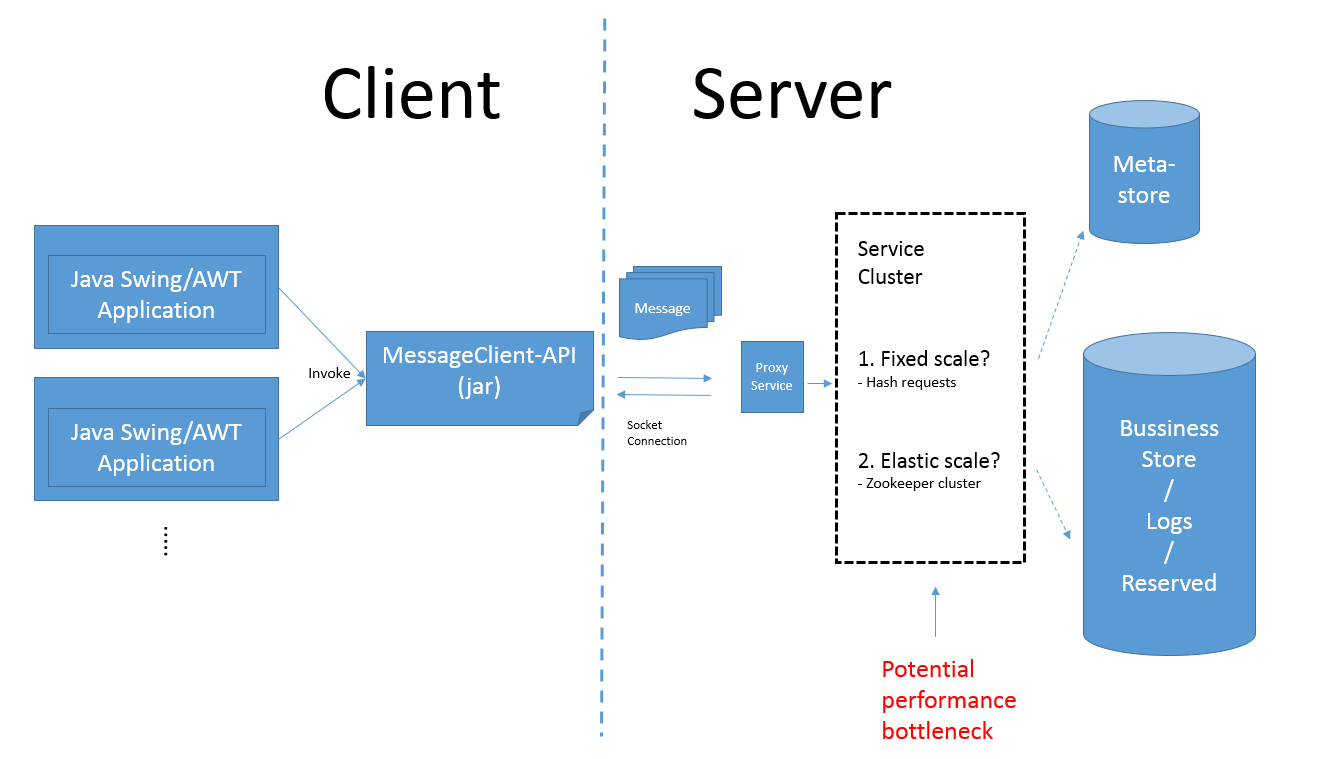 Client
Server
Java Swing/AWT
Application
Java Swing/AWT
Application
Invoke
MessageClient-API
(jar)
Message
Socket
Connection
Proxy
Service
Service
Cluster
1. Fixed scale?
- Hash requests
2. Elastic scale?
- Zookeeper cluster
Potential
performance
bottleneck
Meta-
store
Bussiness
Store
/
Logs
/
Reserved